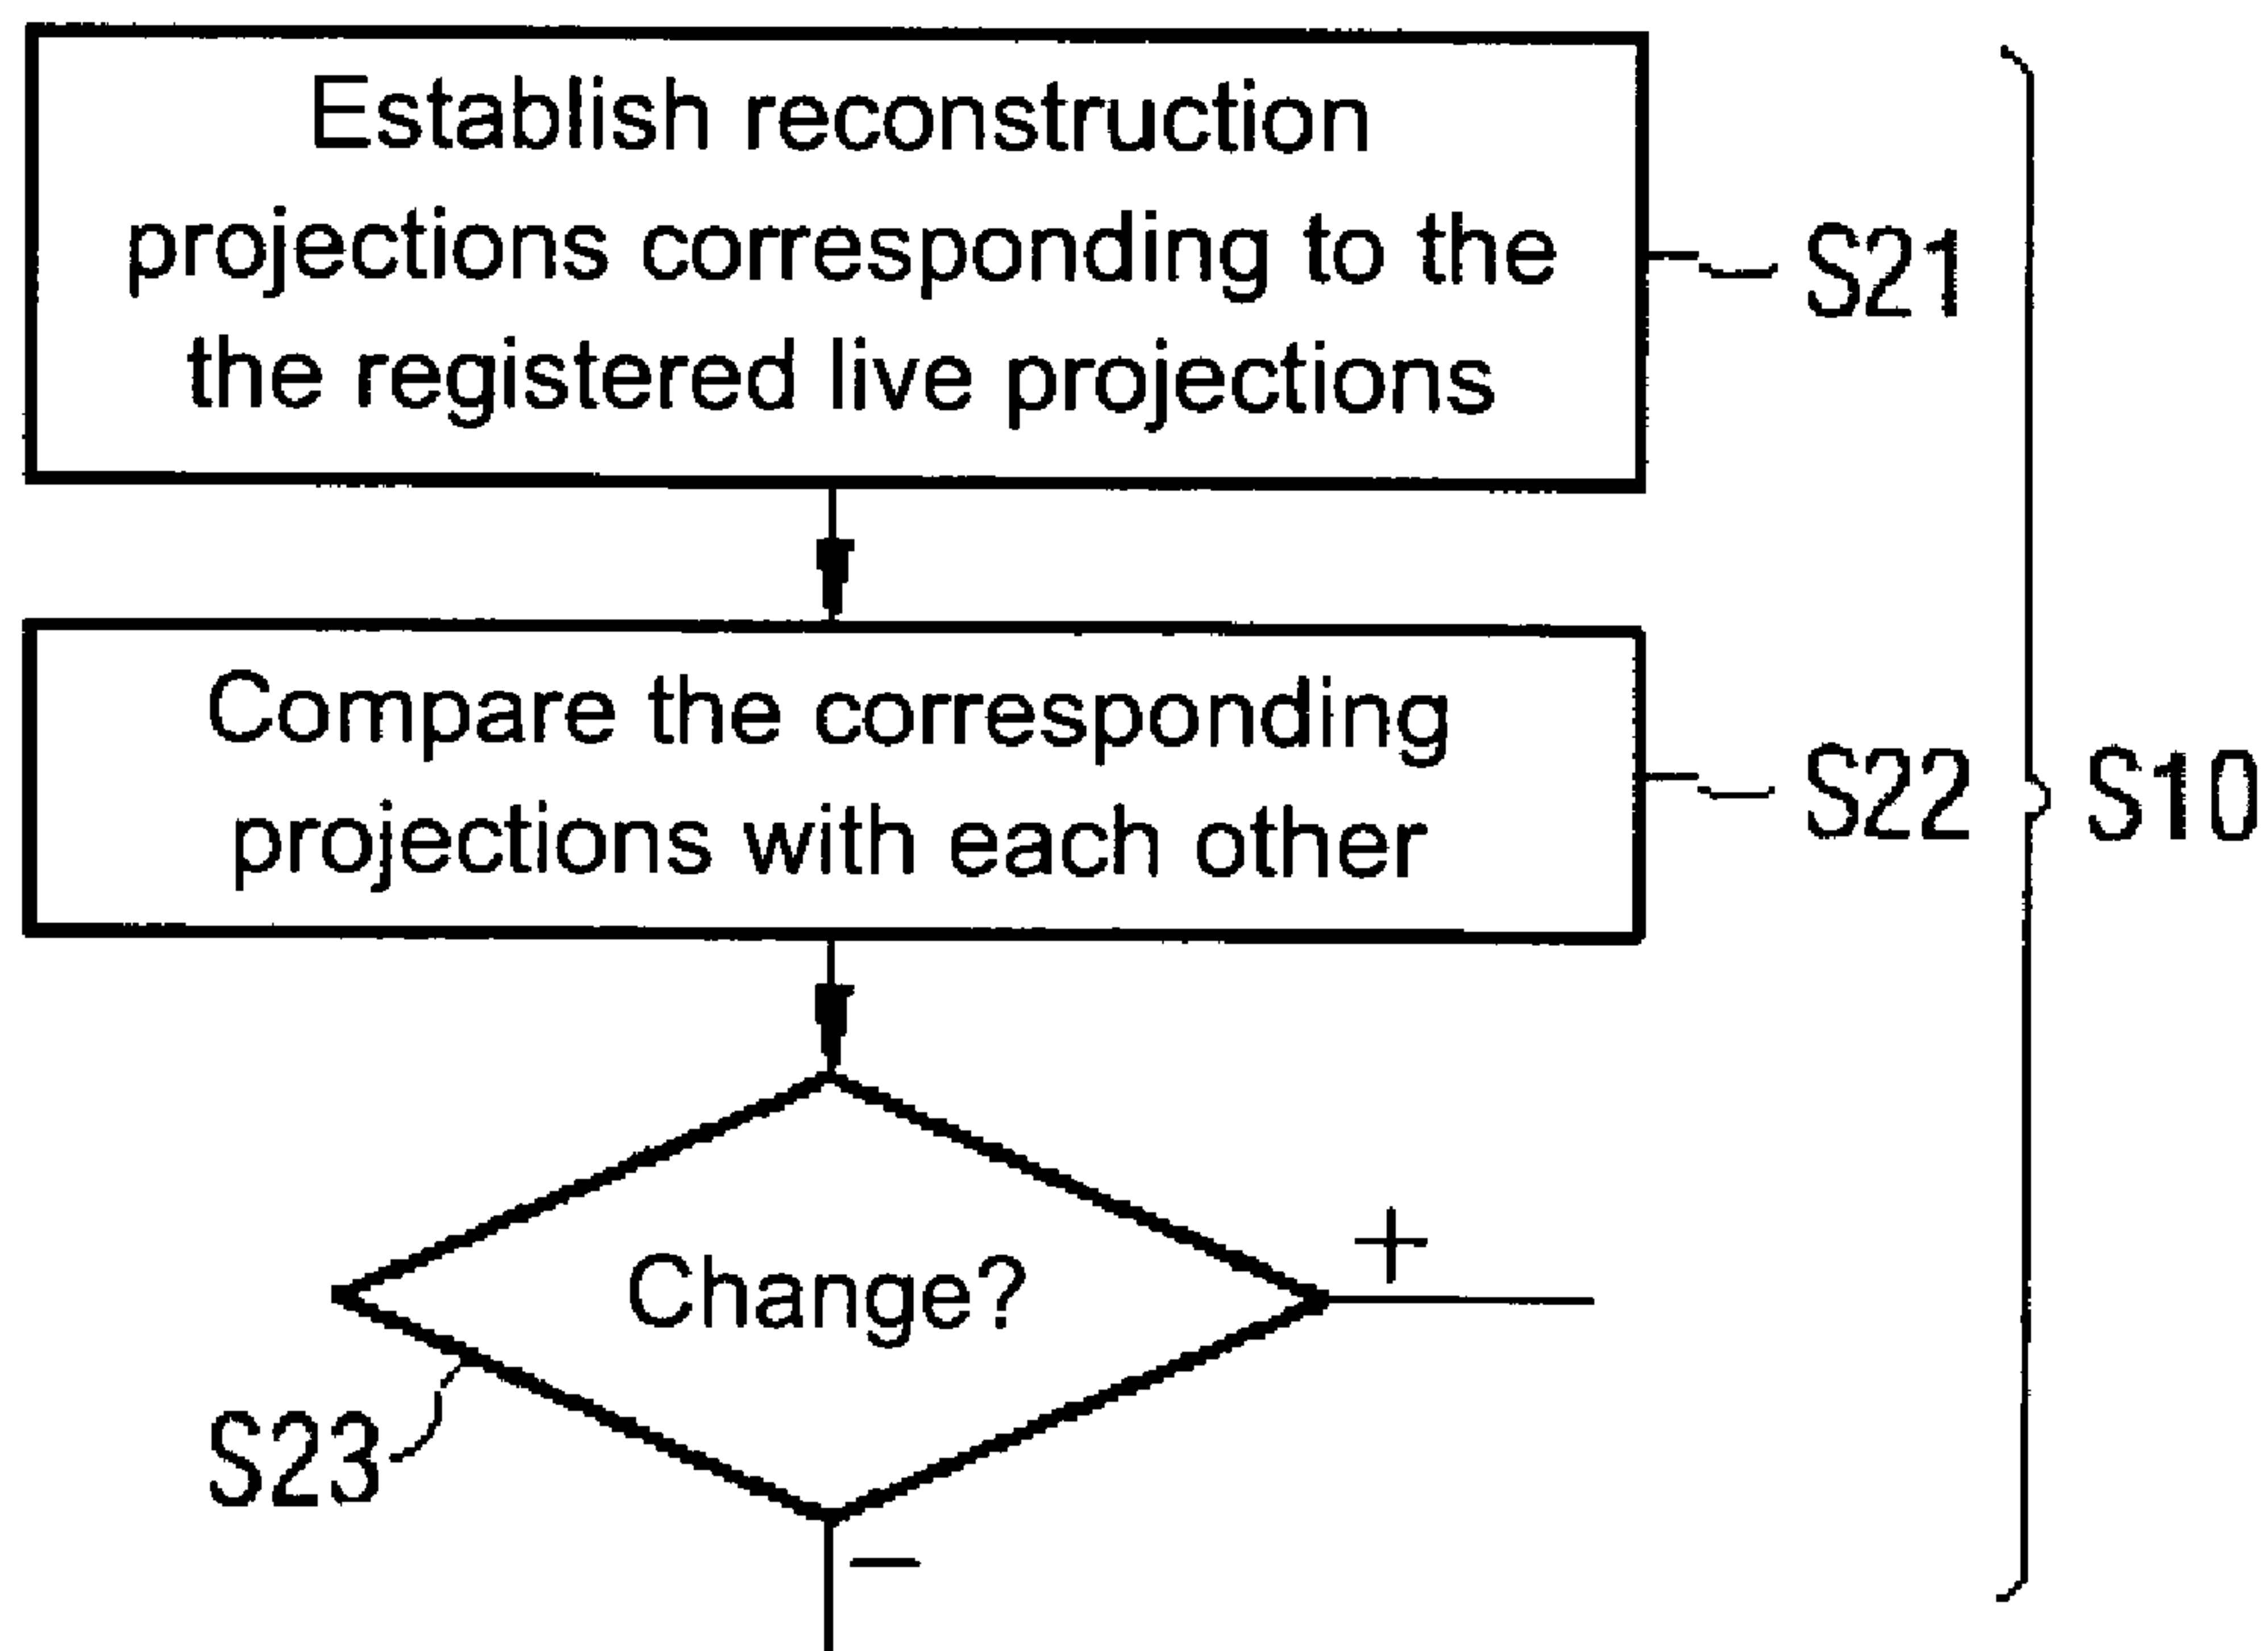 Establish reconstruction
projections corresponding to the
the registered live projections
S21
Compare the corresponding
projections with each other
S22
S10
Change?
+
S23
−